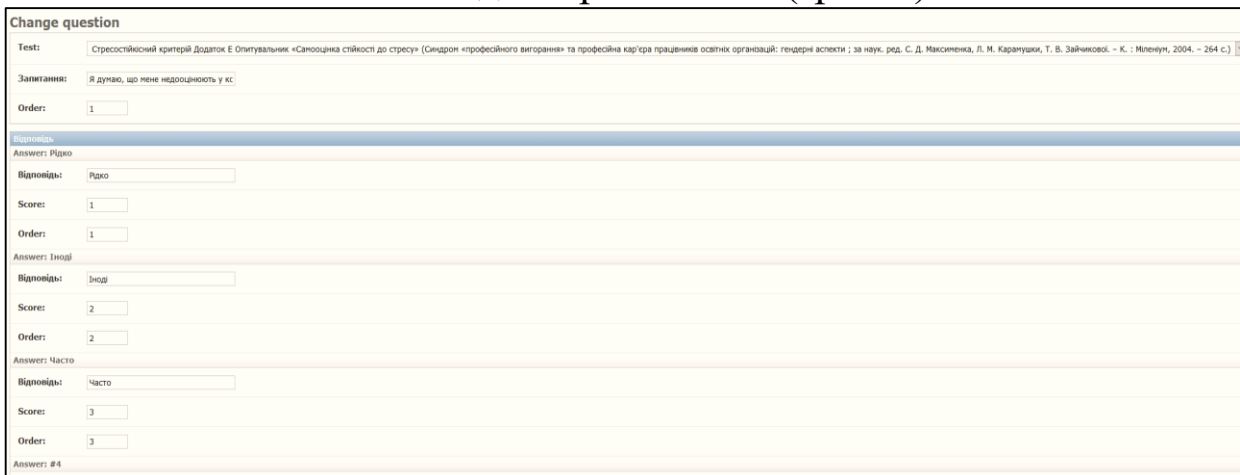 Change question
Test: Стресостійкісний критерій Додаток Е Опитувальник «Самооцінка стійкості до стресу» (Синдром «професійного вигорання» та професійна кар'єра працівників освітніх організацій: гендерні аспекти ; за наук. ред. С. Д. Максименка, Л. М. Карамушки, Т. В. Зайчикової. – К. : Міленіум, 2004. – 264 с.)
Запитання: Я думаю, що мене недооцінюють у кс
Order: 1
Відповідь
Answer: Рідко
Відповідь: Рідко
Score: 1
Order: 1
Answer: Іноді
Відповідь: Іноді
Score: 2
Order: 2
Answer: Часто
Відповідь: Часто
Score: 3
Order: 3
Answer: #4